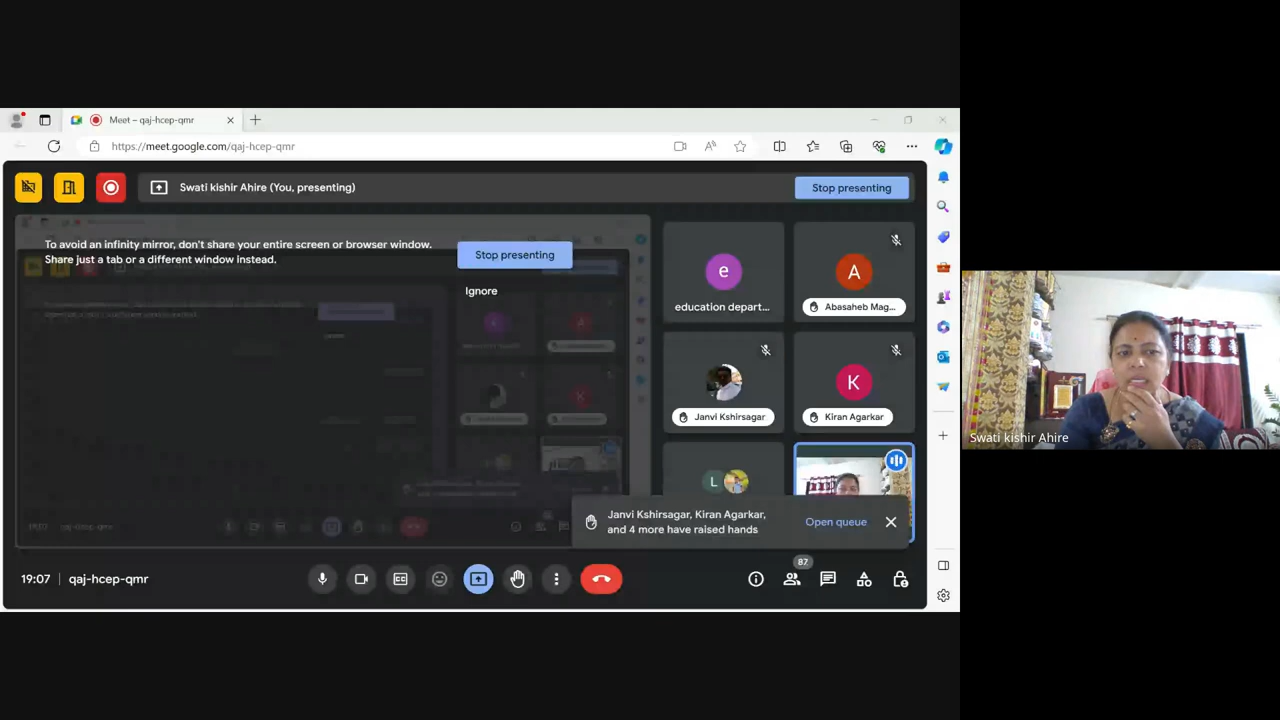 Meet – qaj-hcep-qmr
https://meet.google.com/qaj-hcep-qmr
Swati kishir Ahire (You, presenting)
Stop presenting
To avoid an infinity mirror, don't share your entire screen or browser window.
Share just a tab or a different window instead.
Stop presenting
Ignore
e
education depart...
A
Abasaheb Mag...
Janvi Kshirsagar
K
Kiran Agarkar
L
Janvi Kshirsagar, Kiran Agarkar,
and 4 more have raised hands
Open queue
19:07 | qaj-hcep-qmr
87
Swati kishir Ahire